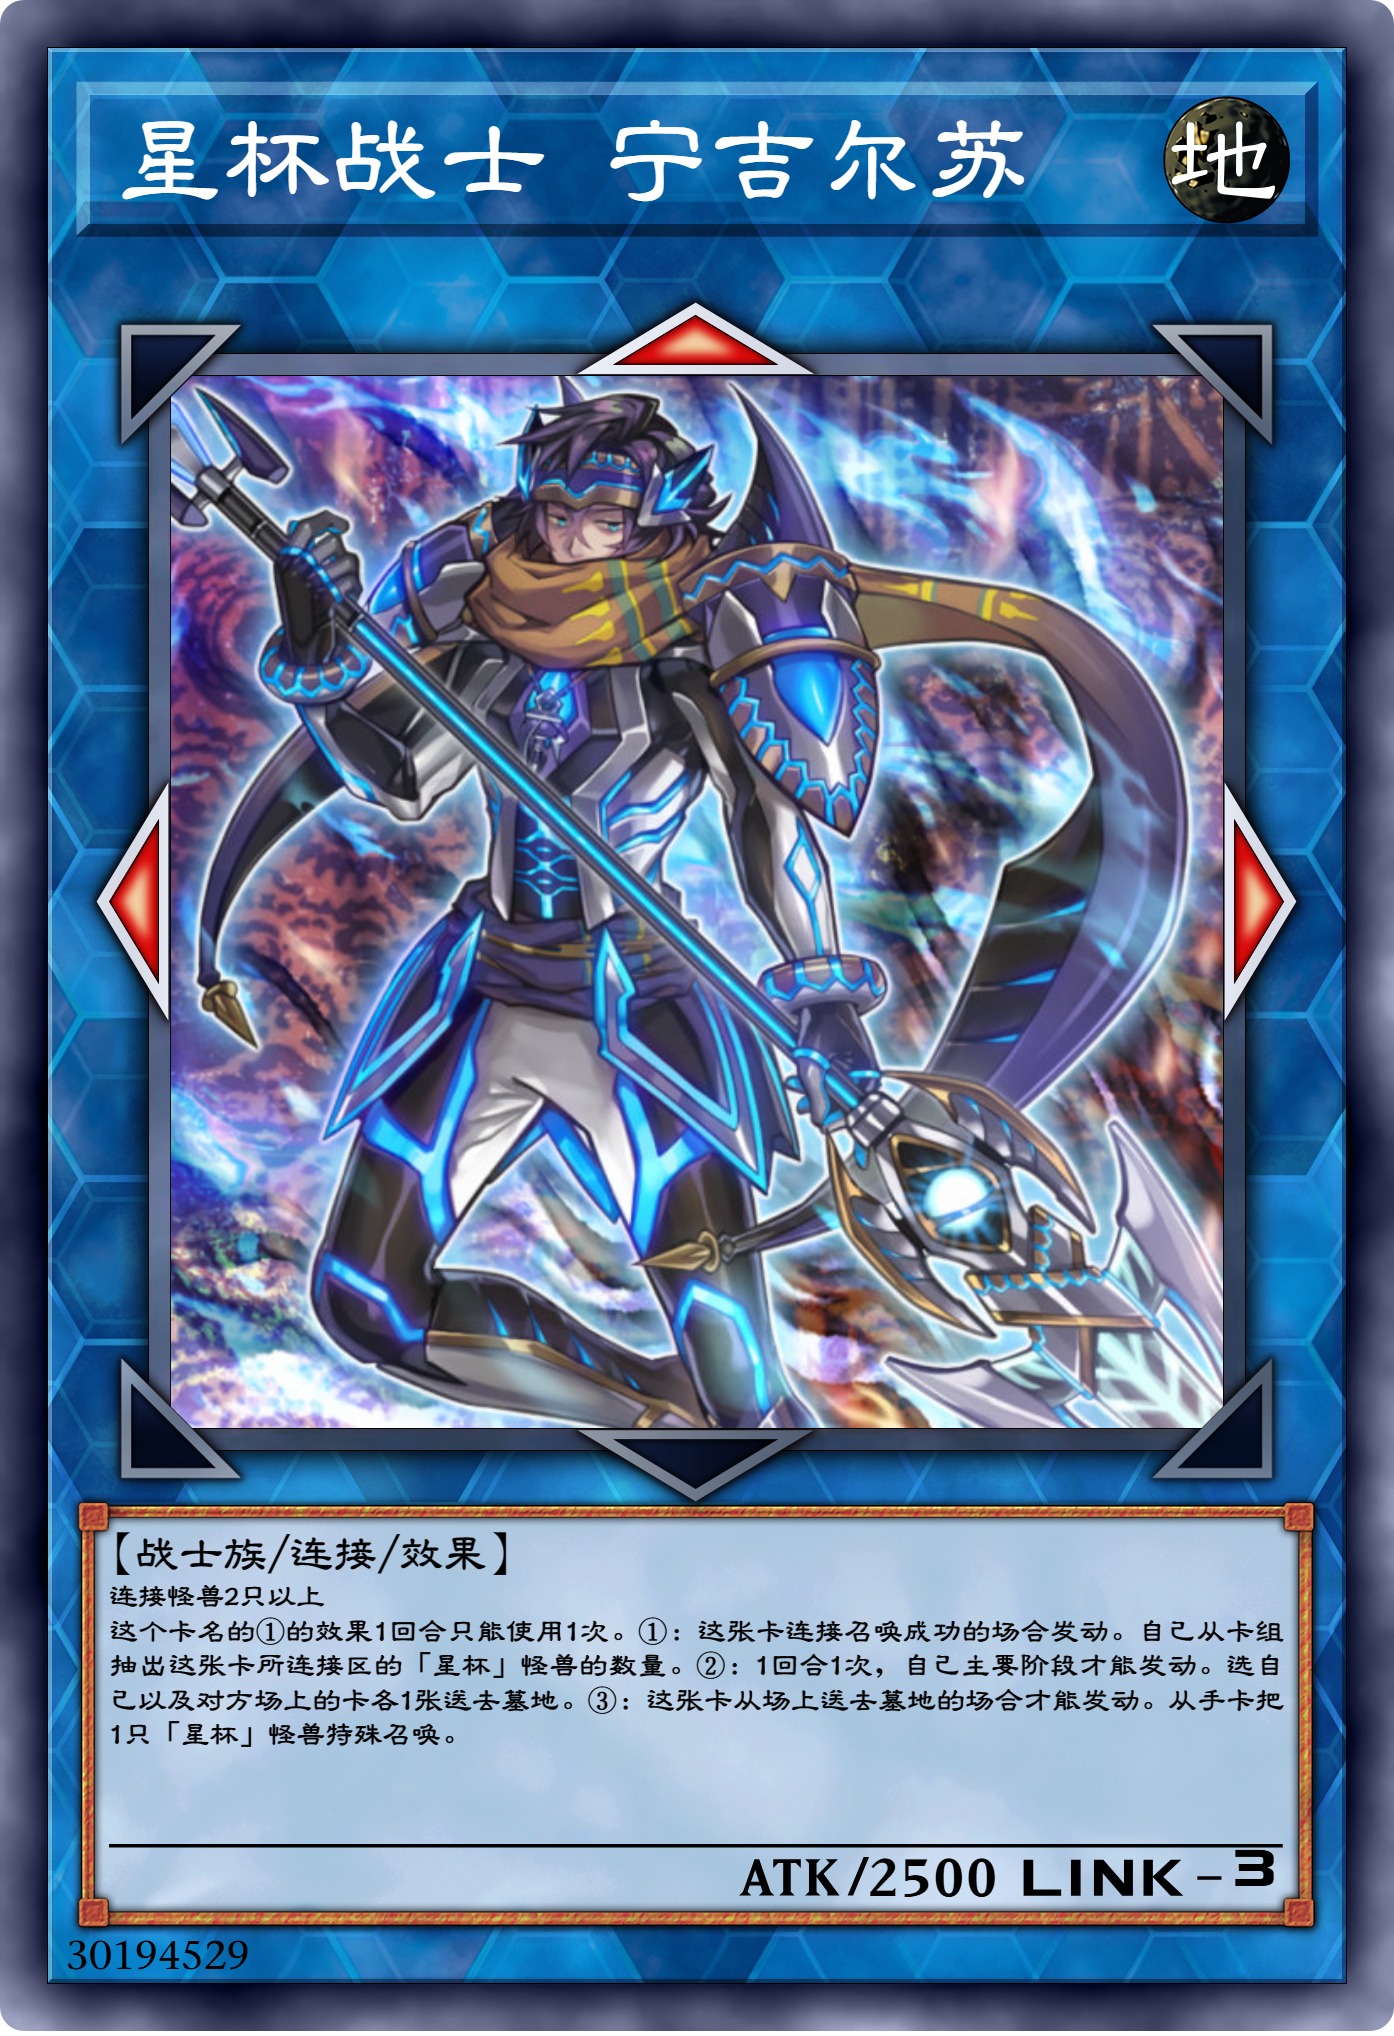 星杯战士 宁吉尔苏
地
【战士族/连接/效果】
连接怪兽2只以上
这个卡名的①的效果1回合只能使用1次。①：这张卡连接召唤成功的场合发动。自己从卡组
抽出这张卡所连接区的「星杯」怪兽的数量。②：1回合1次，自己主要阶段才能发动。选自
己以及对方场上的卡各1张送去墓地。③：这张卡从场上送去墓地的场合才能发动。从手卡把
1只「星杯」怪兽特殊召唤。
ATK/2500 LINK-3
30194529